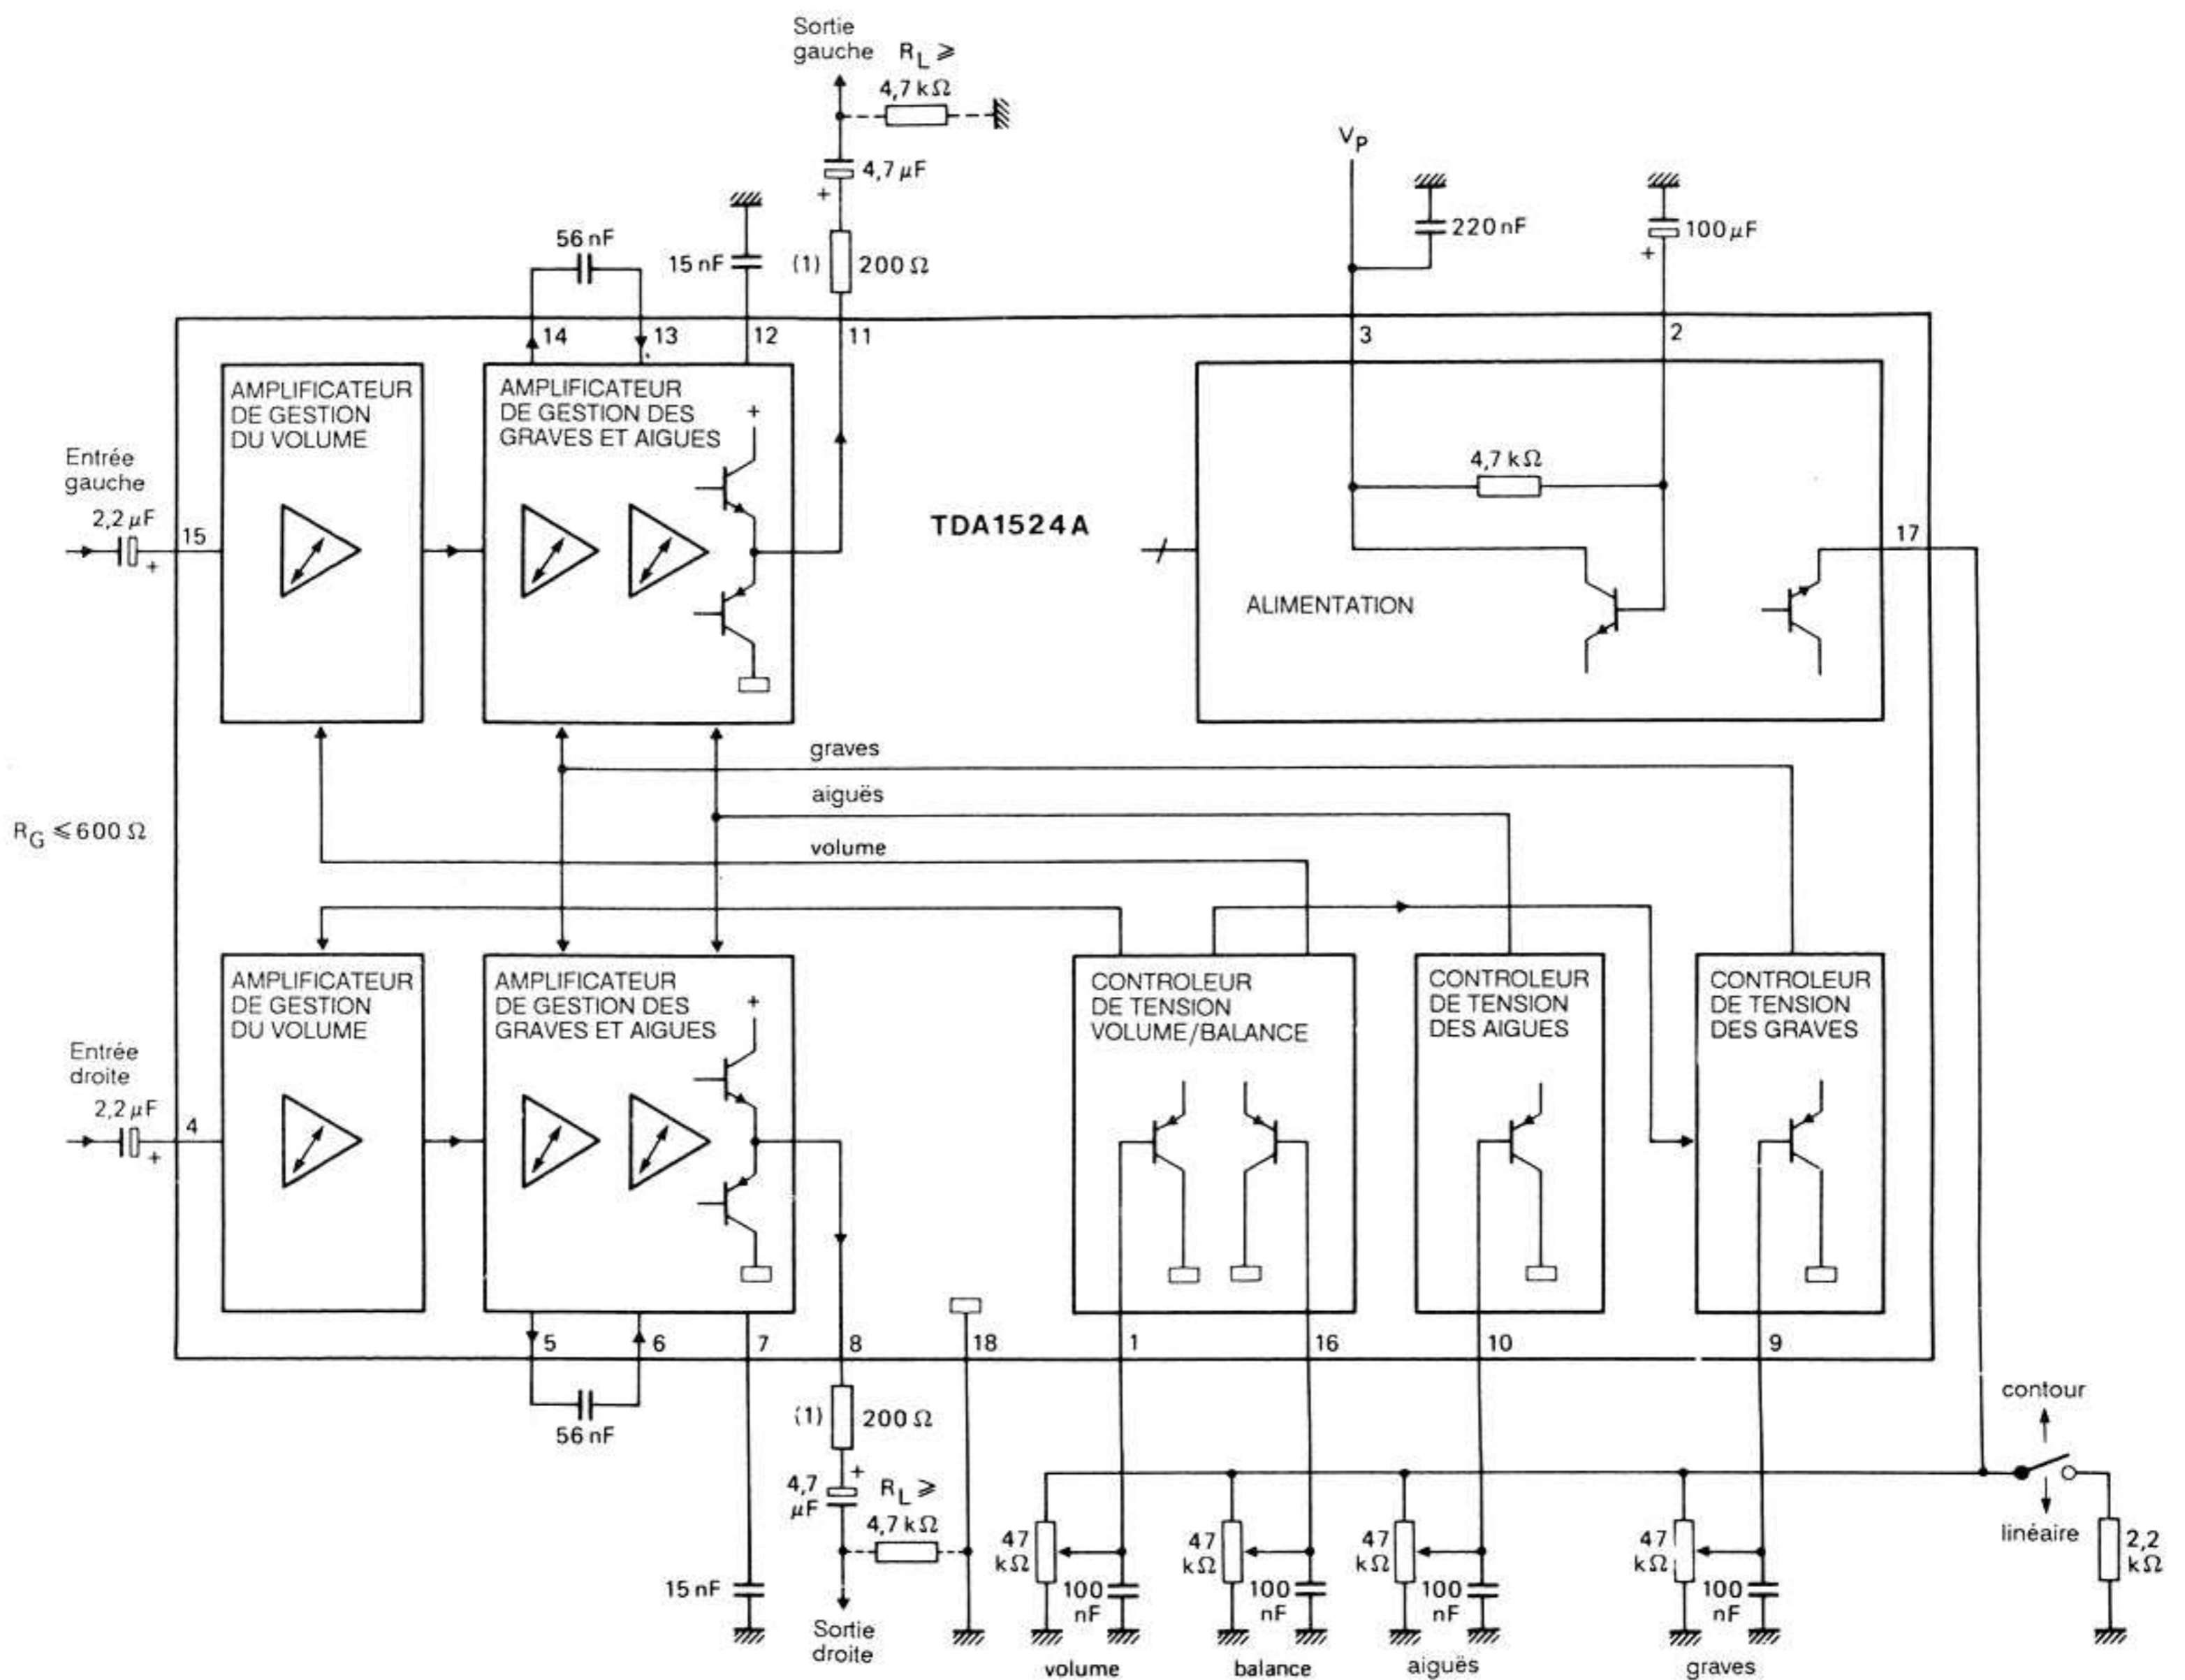 Sortie
gauche
R_L ⩾
4,7 kΩ
4,7 µF
+
(1)
200 Ω
56 nF
15 nF
V_P
220 nF
100 µF
+
14
13
12
11
3
2
AMPLIFICATEUR
DE GESTION
DU VOLUME
AMPLIFICATEUR
DE GESTION DES
GRAVES ET AIGUES
+
Entrée
gauche
2,2 µF
+
15
TDA1524A
4,7 kΩ
ALIMENTATION
17
graves
aiguës
volume
R_G ⩽ 600 Ω
AMPLIFICATEUR
DE GESTION
DU VOLUME
AMPLIFICATEUR
DE GESTION DES
GRAVES ET AIGUES
+
CONTROLEUR
DE TENSION
VOLUME/BALANCE
CONTROLEUR
DE TENSION
DES AIGUES
CONTROLEUR
DE TENSION
DES GRAVES
Entrée
droite
2,2 µF
+
4
5
6
7
8
18
1
16
10
9
56 nF
(1)
200 Ω
+
4,7
µF
R_L ⩾
4,7 kΩ
15 nF
Sortie
droite
47
kΩ
100
nF
volume
47
kΩ
100
nF
balance
47
kΩ
100
nF
aiguës
47
kΩ
100
nF
graves
contour
linéaire
2,2
kΩ